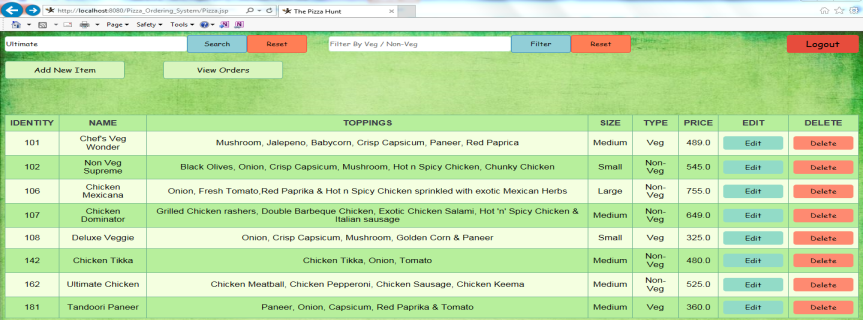 http://localhost:8080/Pizza_Ordering_System/Pizza.jsp
The Pizza Hunt
Page Safety Tools
Ultimate Search Reset Filter By Veg / Non-Veg Filter Reset Logout
Add New Item View Orders
IDENTITY NAME TOPPINGS SIZE TYPE PRICE EDIT DELETE
101 Chef's Veg Wonder Mushroom, Jalepeno, Babycorn, Crisp Capsicum, Paneer, Red Paprica Medium Veg 489.0 Edit Delete
102 Non Veg Supreme Black Olives, Onion, Crisp Capsicum, Mushroom, Hot n Spicy Chicken, Chunky Chicken Small Non-Veg 545.0 Edit Delete
106 Chicken Mexicana Onion, Fresh Tomato,Red Paprika & Hot n Spicy Chicken sprinkled with exotic Mexican Herbs Large Non-Veg 755.0 Edit Delete
107 Chicken Dominator Grilled Chicken rashers, Double Barbeque Chicken, Exotic Chicken Salami, Hot 'n' Spicy Chicken & Italian sausage Medium Non-Veg 649.0 Edit Delete
108 Deluxe Veggie Onion, Crisp Capsicum, Mushroom, Golden Corn & Paneer Small Veg 325.0 Edit Delete
142 Chicken Tikka Chicken Tikka, Onion, Tomato Medium Non-Veg 480.0 Edit Delete
162 Ultimate Chicken Chicken Meatball, Chicken Pepperoni, Chicken Sausage, Chicken Keema Medium Non-Veg 525.0 Edit Delete
181 Tandoori Paneer Paneer, Onion, Capsicum, Red Paprika & Tomato Medium Veg 360.0 Edit Delete